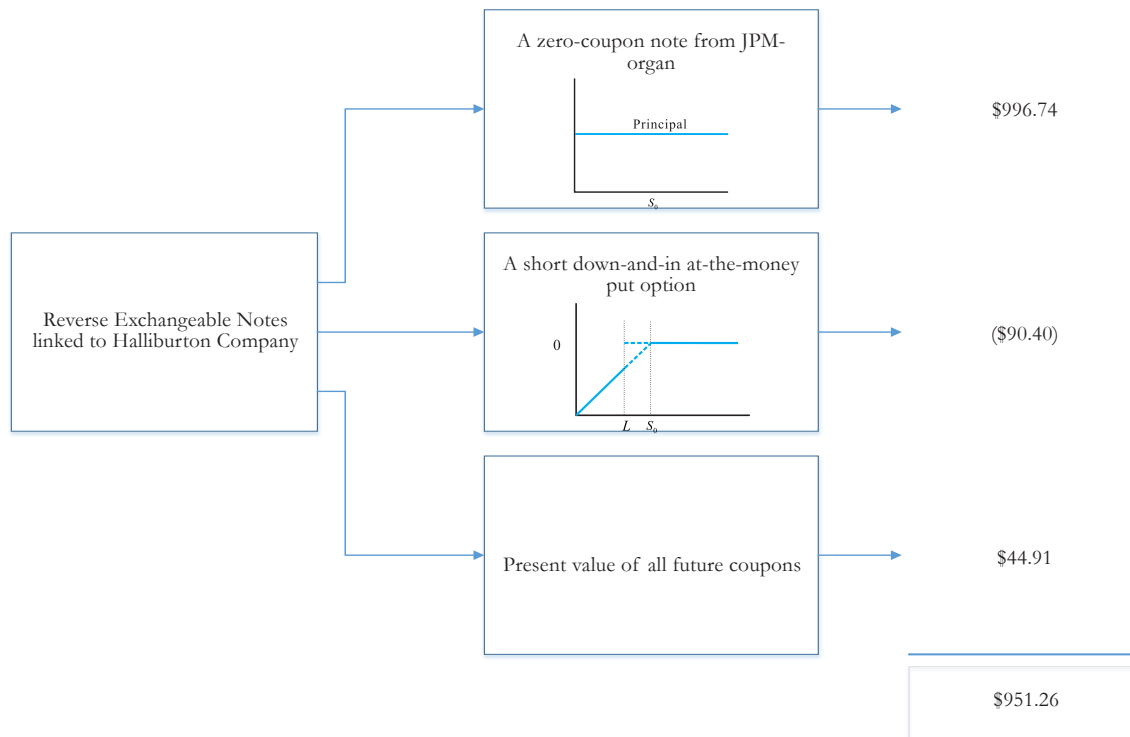 A zero-coupon note from JPM-
organ
Principal
S₀
$996.74
Reverse Exchangeable Notes
linked to Halliburton Company
A short down-and-in at-the-money
put option
0
L S₀
($90.40)
Present value of all future coupons
$44.91
$951.26